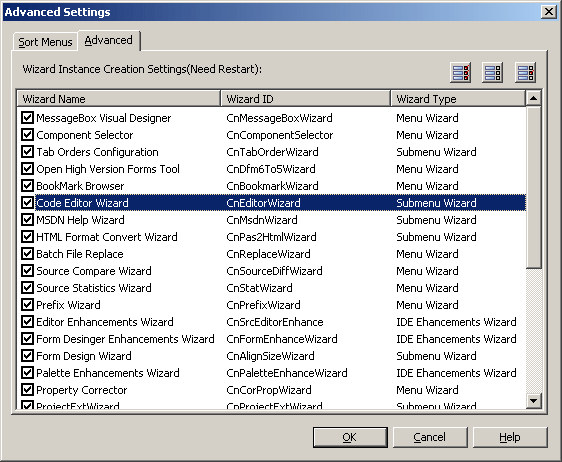 Advanced Settings
Sort Menus Advanced
Wizard Instance Creation Settings(Need Restart):
Wizard Name Wizard ID Wizard Type
MessageBox Visual Designer CnMessageBoxWizard Menu Wizard
Component Selector CnComponentSelector Menu Wizard
Tab Orders Configuration CnTabOrderWizard Submenu Wizard
Open High Version Forms Tool CnDfm6To5Wizard Menu Wizard
BookMark Browser CnBookmarkWizard Menu Wizard
Code Editor Wizard CnEditorWizard Submenu Wizard
MSDN Help Wizard CnMsdnWizard Submenu Wizard
HTML Format Convert Wizard CnPas2HtmlWizard Submenu Wizard
Batch File Replace CnReplaceWizard Menu Wizard
Source Compare Wizard CnSourceDiffWizard Menu Wizard
Source Statistics Wizard CnStatWizard Menu Wizard
Prefix Wizard CnPrefixWizard Menu Wizard
Editor Enhancements Wizard CnSrcEditorEnhance IDE Ehancements Wizard
Form Desinger Enhancements Wizard CnFormEnhanceWizard IDE Ehancements Wizard
Form Design Wizard CnAlignSizeWizard Submenu Wizard
Palette Enhancements Wizard CnPaletteEnhanceWizard IDE Ehancements Wizard
Property Corrector CnCorPropWizard Menu Wizard
ProjectExtWizard CnProjectExtWizard Submenu Wizard
OK Cancel Help